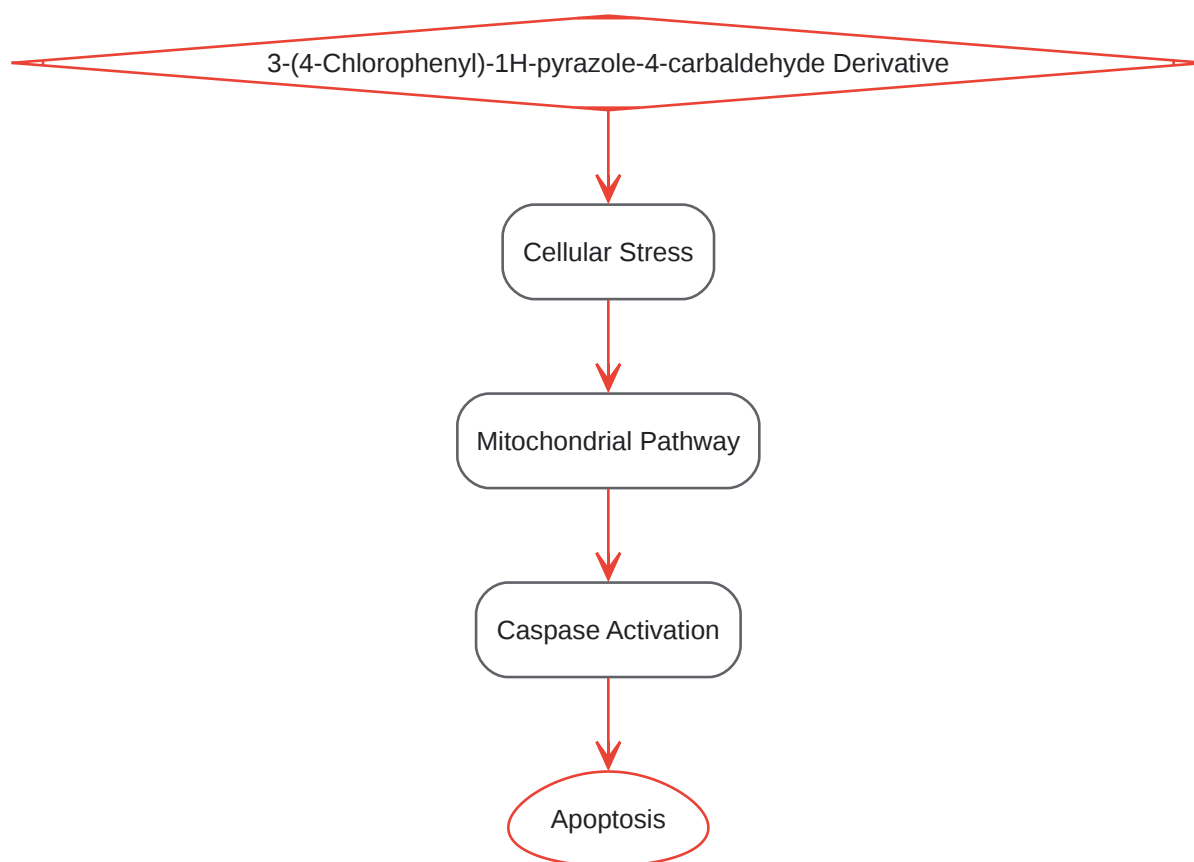 3-(4-Chlorophenyl)-1H-pyrazole-4-carbaldehyde Derivative
Cellular Stress
Mitochondrial Pathway
Caspase Activation
Apoptosis